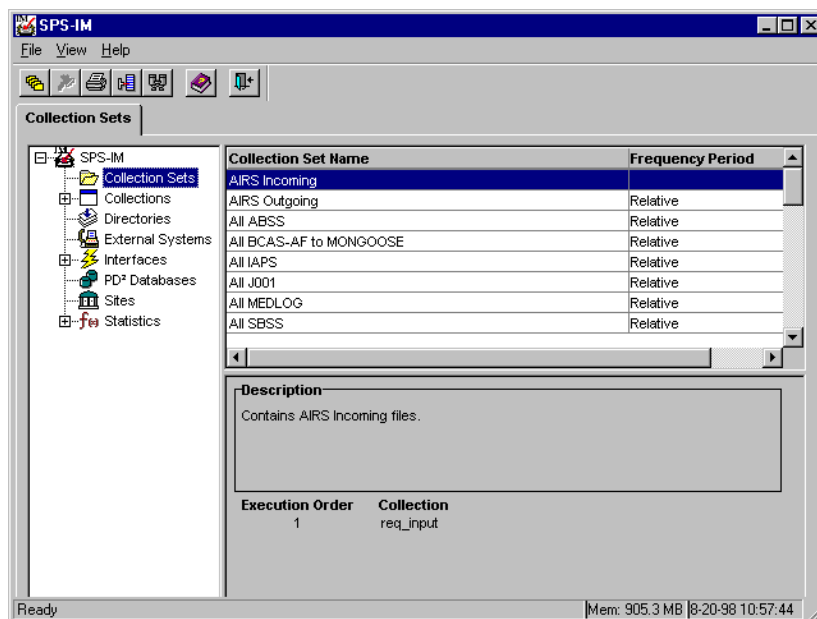 SPS-IM
File View Help
Collection Sets
SPS-IM
Collection Sets
Collections
Directories
External Systems
Interfaces
PD² Databases
Sites
Statistics
Collection Set Name Frequency Period
AIRS Incoming
AIRS Outgoing Relative
All ABSS Relative
All BCAS-AF to MONGOOSE Relative
All IAPS Relative
All J001 Relative
All MEDLOG Relative
All SBSS Relative
Description
Contains AIRS Incoming files.
Execution Order Collection
1 req_input
Ready Mem: 905.3 MB 8-20-98 10:57:44